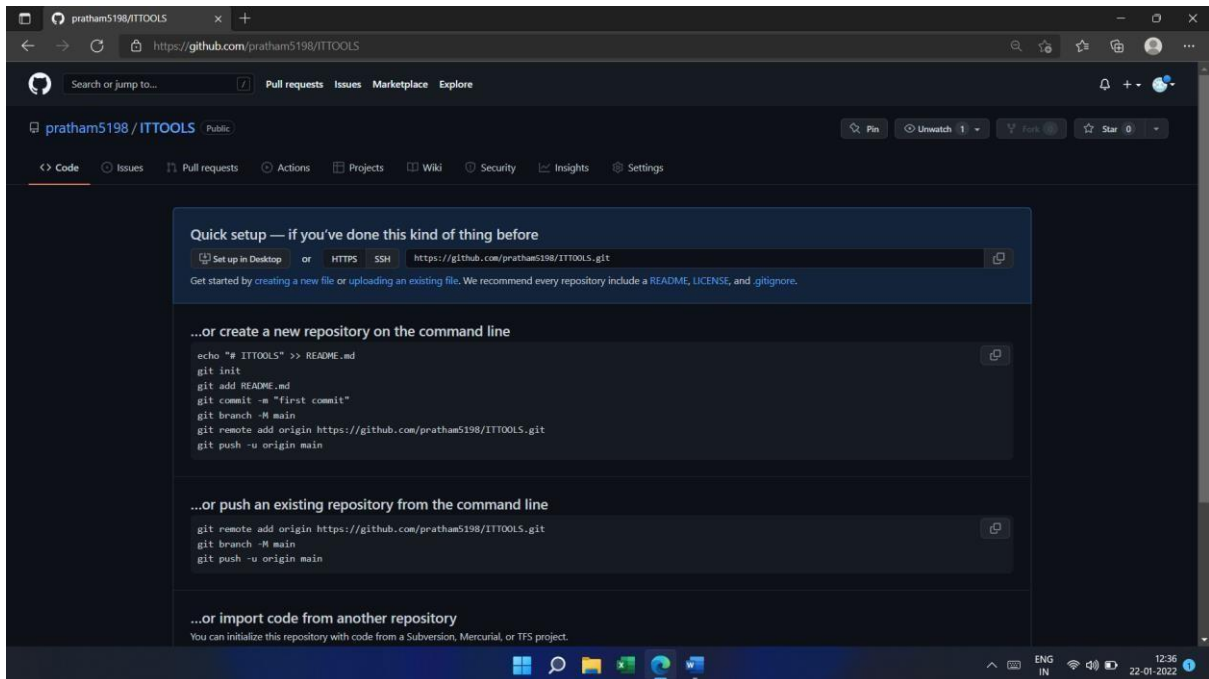 pratham5198/ITTOOLS
https://github.com/pratham5198/ITTOOLS
Search or jump to... / Pull requests Issues Marketplace Explore
pratham5198 / ITTOOLS Public Pin Unwatch 1 Fork 0 Star 0
<> Code Issues Pull requests Actions Projects Wiki Security Insights Settings
Quick setup — if you’ve done this kind of thing before
Set up in Desktop or HTTPS SSH https://github.com/pratham5198/ITTOOLS.git
Get started by creating a new file or uploading an existing file. We recommend every repository include a README, LICENSE, and .gitignore.
...or create a new repository on the command line
echo "# ITTOOLS" >> README.md
git init
git add README.md
git commit -m "first commit"
git branch -M main
git remote add origin https://github.com/pratham5198/ITTOOLS.git
git push -u origin main
...or push an existing repository from the command line
git remote add origin https://github.com/pratham5198/ITTOOLS.git
git branch -M main
git push -u origin main
...or import code from another repository
You can initialize this repository with code from a Subversion, Mercurial, or TFS project.
ENG 12:36
IN 22-01-2022 1